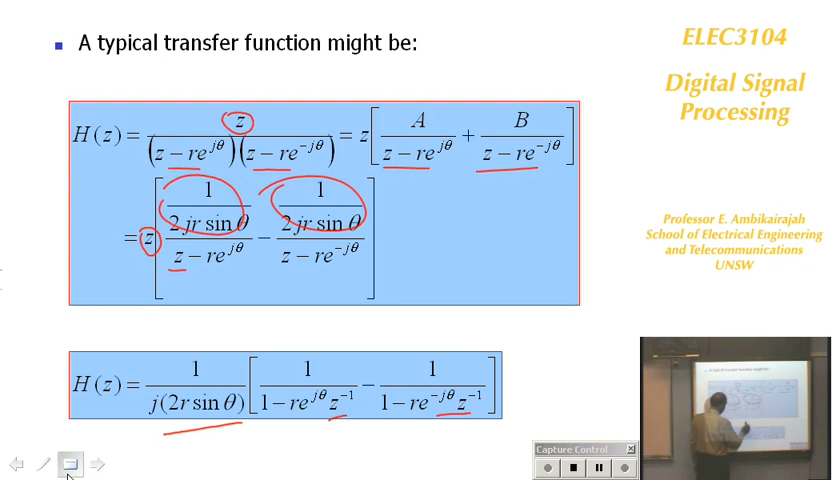 A typical transfer function might be:
H(z) = z / (z − re^{jθ})(z − re^{−jθ}) = z[ A / (z − re^{jθ}) + B / (z − re^{−jθ}) ]
= z[ (1 / 2jr sin θ) / (z − re^{jθ}) − (1 / 2jr sin θ) / (z − re^{−jθ}) ]
H(z) = 1 / j(2r sin θ) [ 1 / (1 − re^{jθ} z^{−1}) − 1 / (1 − re^{−jθ} z^{−1}) ]
ELEC3104
Digital Signal
Processing
Professor E. Ambikairajah
School of Electrical Engineering
and Telecommunications
UNSW
Capture Control